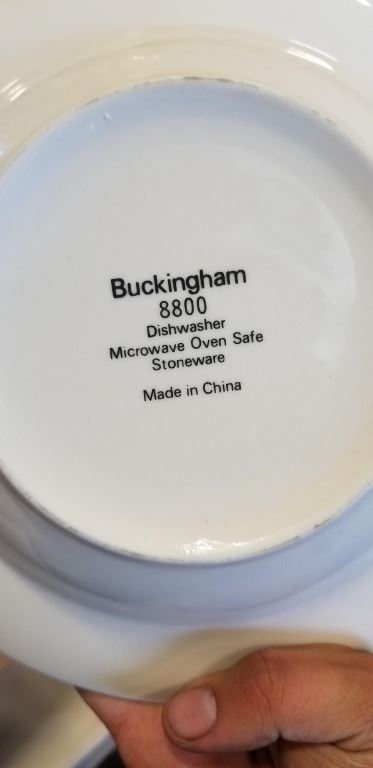 Buckingham
8800
Dishwasher
Microwave Oven Safe
Stoneware
Made in China